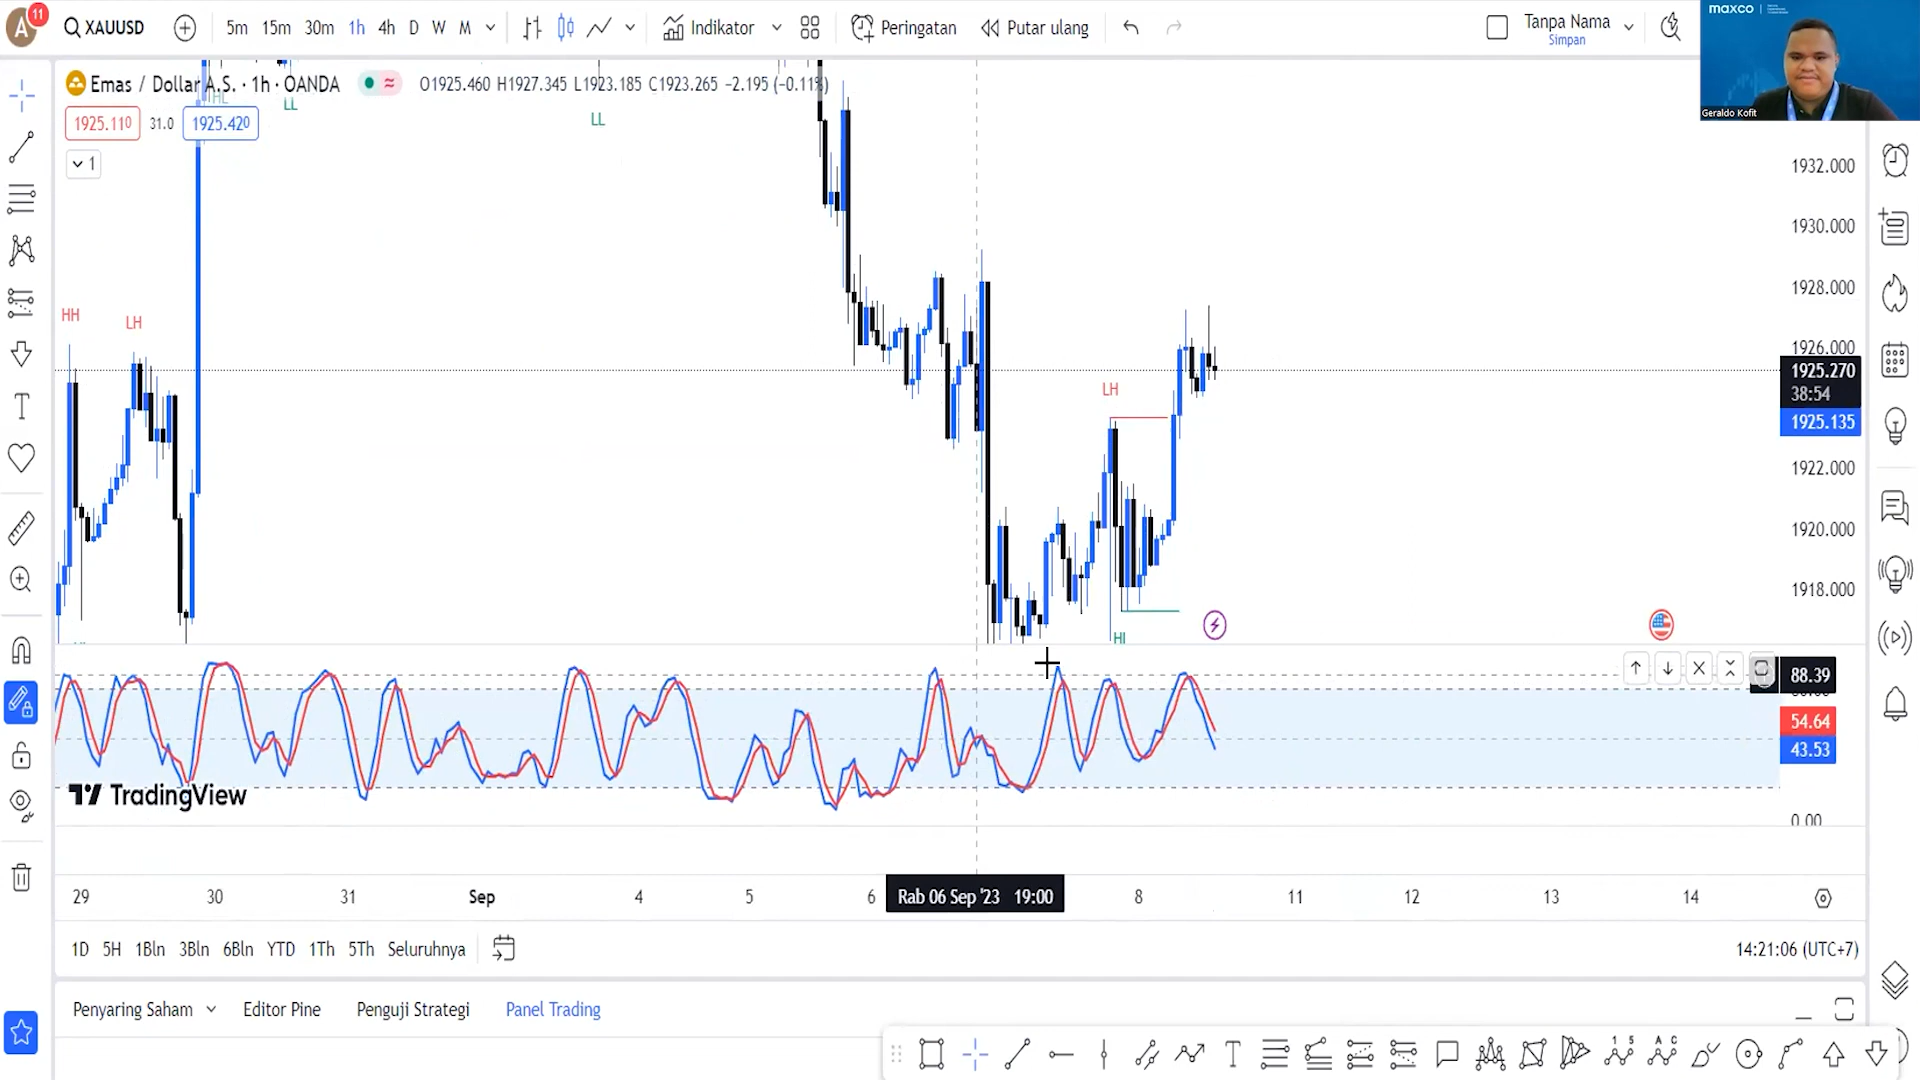 A 11 XAUUSD 5m 15m 30m 1h 4h D W M Indikator Peringatan Putar ulang Tanpa Nama
Simpan
maxco
Geraldo Kofit
Emas / Dollar A.S. · 1h · OANDA O1925.460 H1927.345 L1923.185 C1923.265 −2.195 (−0.11%)
HL
LL
LL
1925.110 31.0 1925.420
1
1932.000
1930.000
1928.000
1926.000
1925.270
38:54
1925.135
1922.000
1920.000
1918.000
HH
LH
LH
HL
88.39
54.64
43.53
0.00
TradingView
29 30 31 Sep 4 5 6 Rab 06 Sep '23 19:00 8 11 12 13 14
1D 5H 1Bln 3Bln 6Bln YTD 1Th 5Th Seluruhnya 14:21:06 (UTC+7)
Penyaring Saham Editor Pine Penguji Strategi Panel Trading